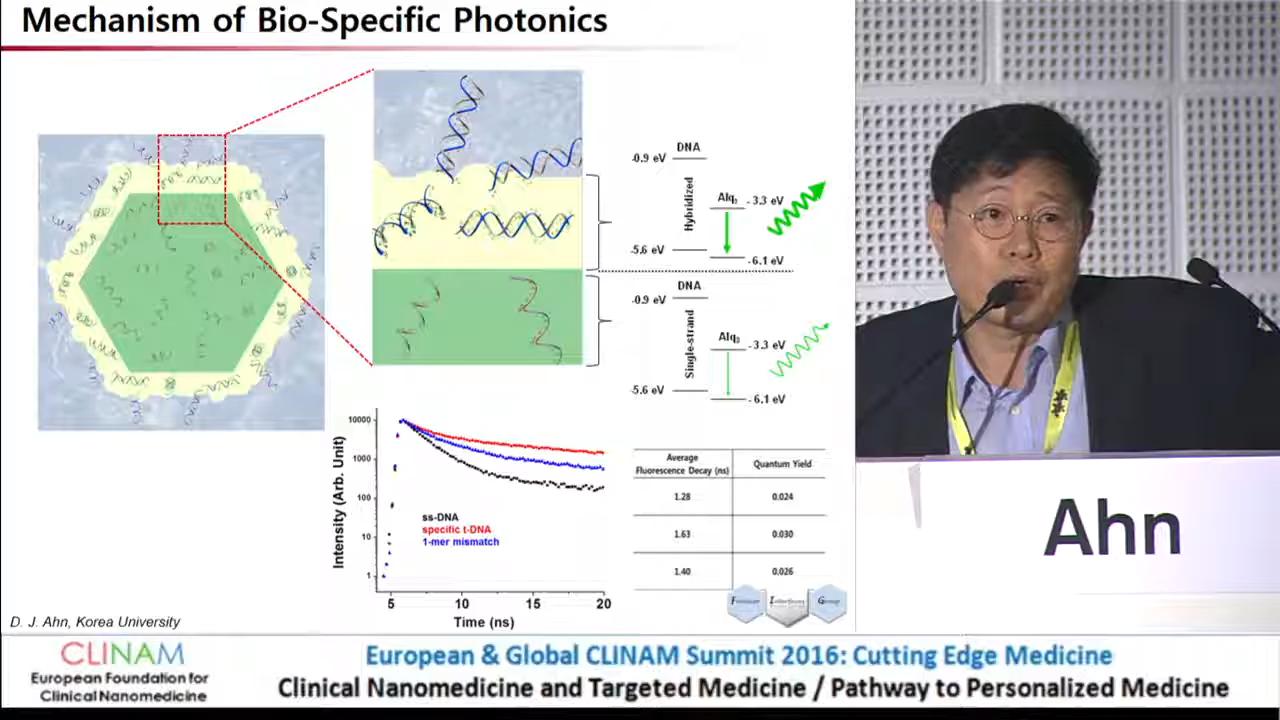 Mechanism of Bio-Specific Photonics
DNA
-0.9 eV
Hybridized
Alq₃
- 3.3 eV
-5.6 eV
-6.1 eV
DNA
-0.9 eV
Single-strand
Alq₃
-3.3 eV
-5.6 eV
- 6.1 eV
Intensity (Arb. Unit)
10000
1000
100
10
1
ss-DNA
specific t-DNA
1-mer mismatch
5 10 15 20
Time (ns)
Average
Fluorescence Decay (ns)
Quantum Yield
1.28 0.024
1.63 0.030
1.40 0.026
Group
D. J. Ahn, Korea University
Ahn
CLINAM
European Foundation for
Clinical Nanomedicine
European & Global CLINAM Summit 2016: Cutting Edge Medicine
Clinical Nanomedicine and Targeted Medicine / Pathway to Personalized Medicine